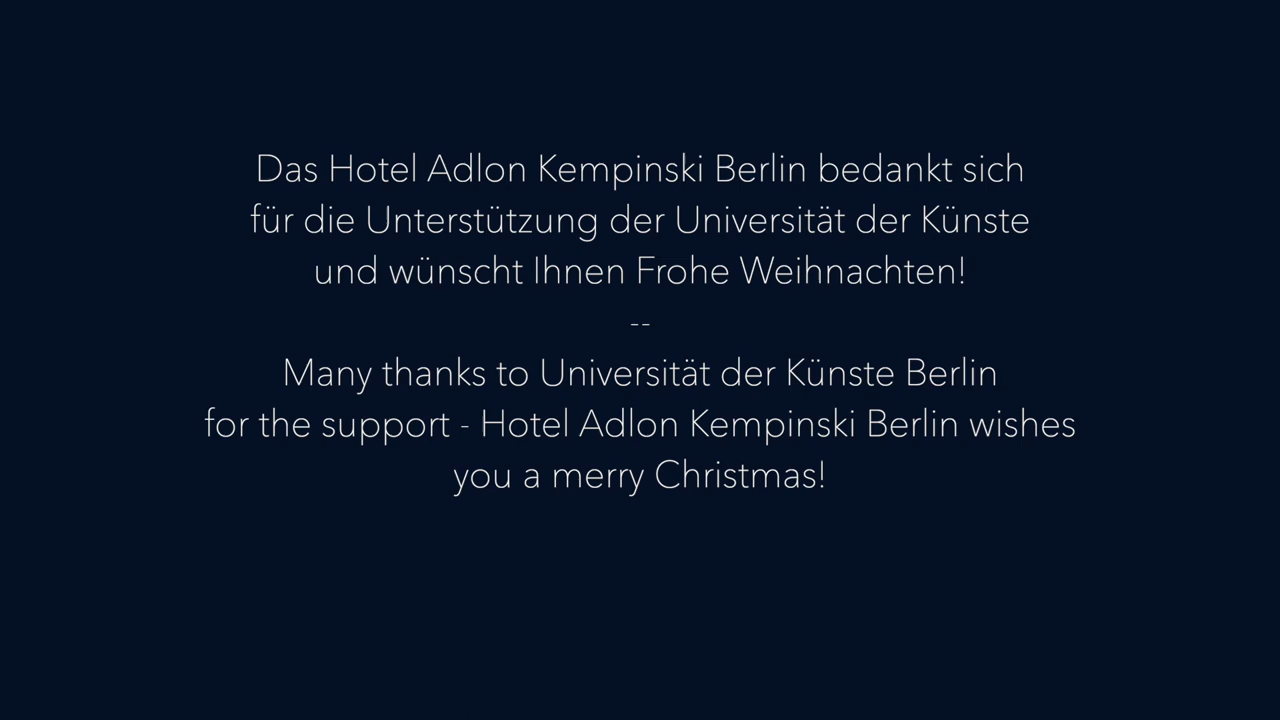 Das Hotel Adlon Kempinski Berlin bedankt sich
für die Unterstützung der Universität der Künste
und wünscht Ihnen Frohe Weihnachten!
--
Many thanks to Universität der Künste Berlin
for the support - Hotel Adlon Kempinski Berlin wishes
you a merry Christmas!